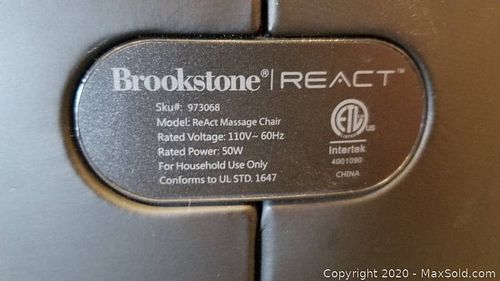 Brookstone® | REACT™
Sku#: 973068
Model: ReAct Massage Chair
Rated Voltage: 110V~ 60Hz
Rated Power: 50W
For Household Use Only
Conforms to UL STD. 1647
ETL
US
Intertek
4001090
CHINA
Copyright © 2020 - MaxSold.com